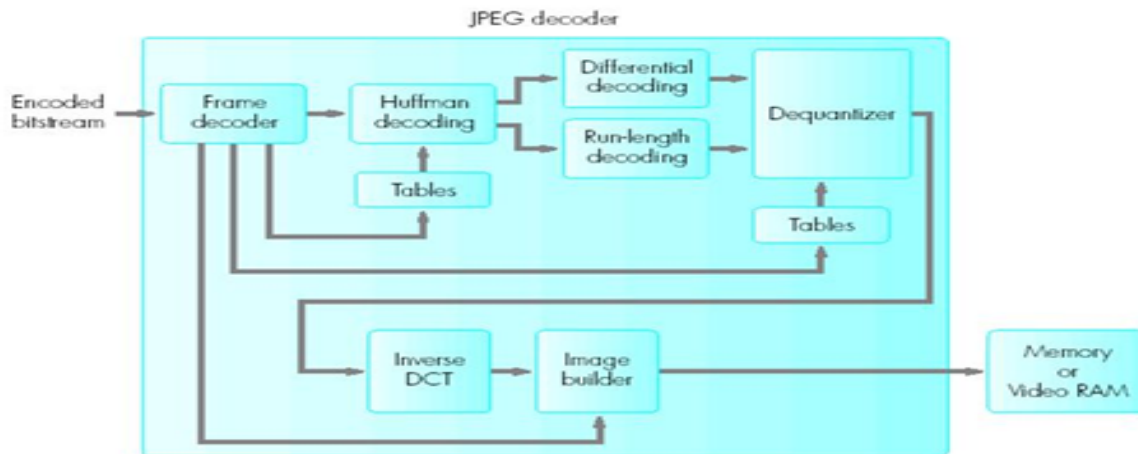 JPEG decoder
Encoded
bitstream
Frame
decoder
Huffman
decoding
Differential
decoding
Run-length
decoding
Dequantizer
Tables
Tables
Inverse
DCT
Image
builder
Memory
or
Video RAM